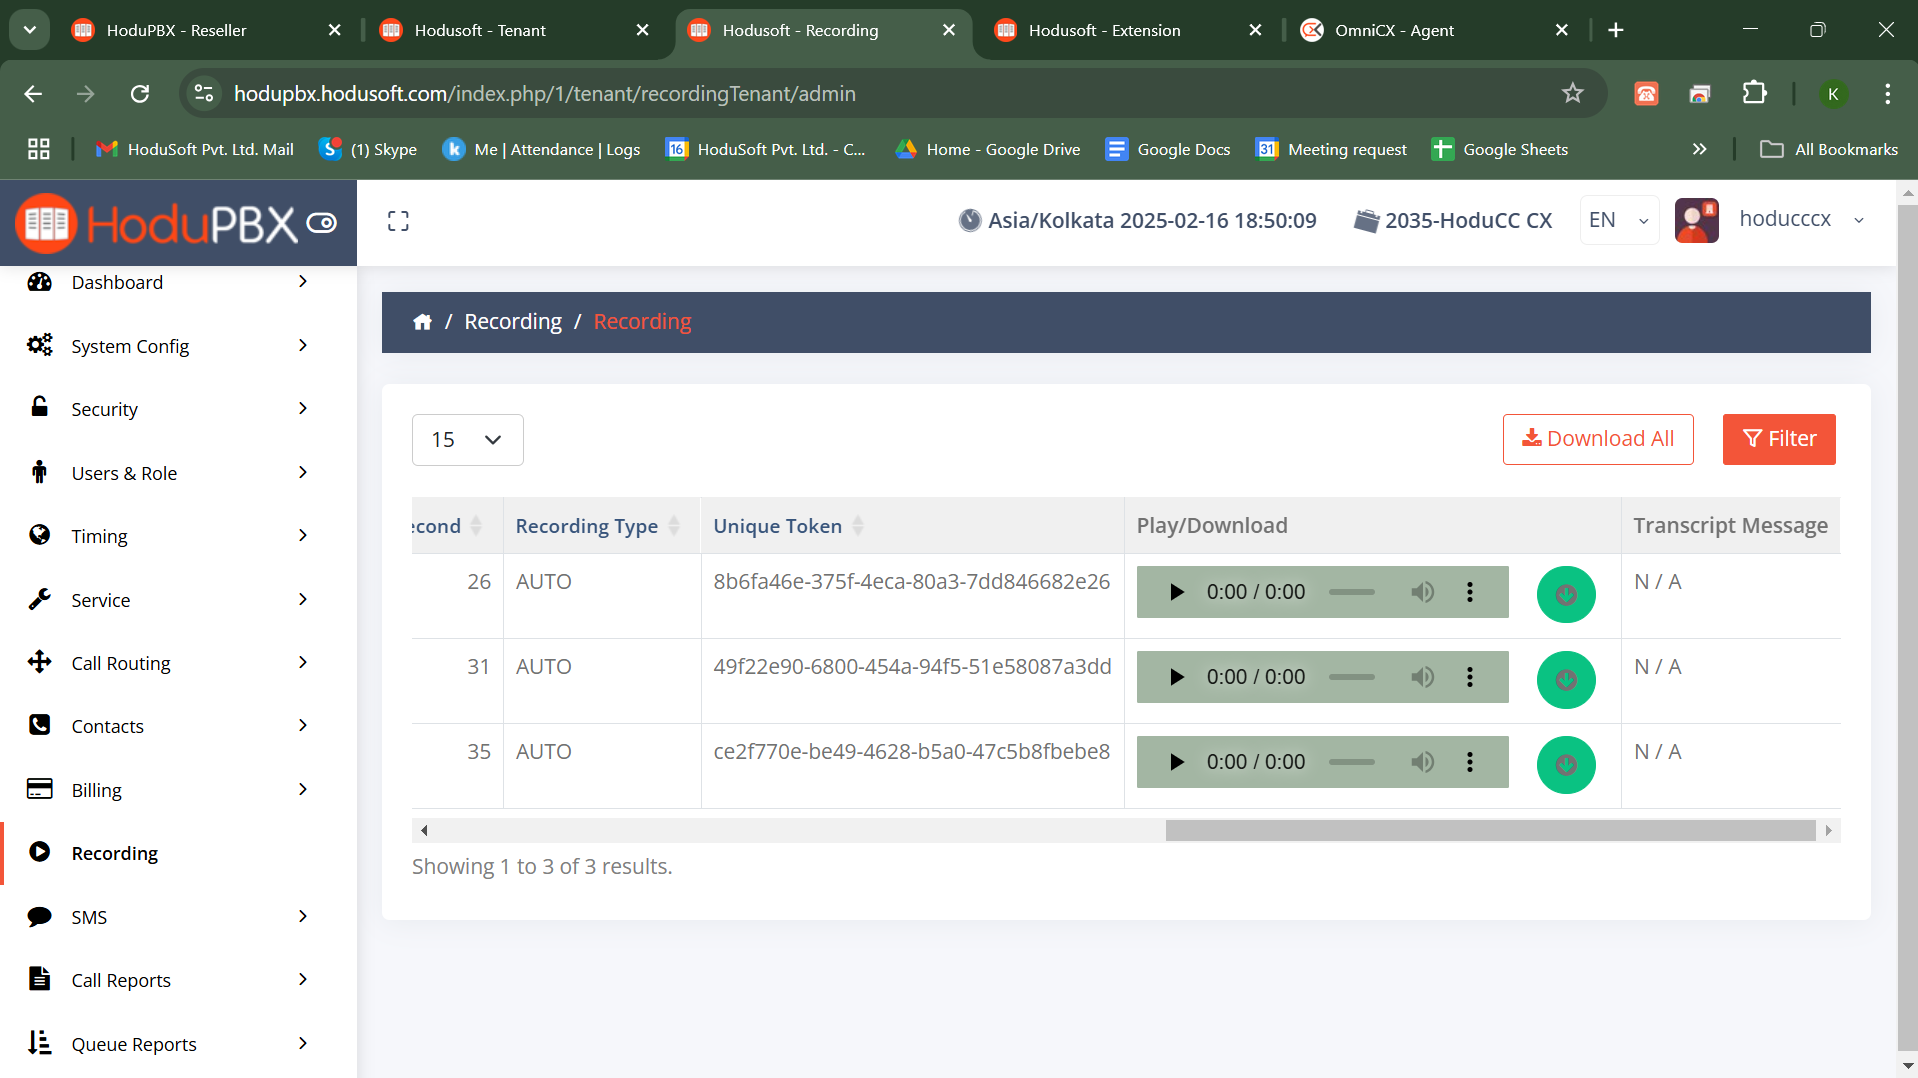 HoduPBX - Reseller
Hodusoft - Tenant
Hodusoft - Recording
Hodusoft - Extension
OmniCX - Agent
hodupbx.hodusoft.com/index.php/1/tenant/recordingTenant/admin
K
HoduSoft Pvt. Ltd. Mail
(1) Skype
Me | Attendance | Logs
16 HoduSoft Pvt. Ltd. - C...
Home - Google Drive
Google Docs
31 Meeting request
Google Sheets
All Bookmarks
HoduPBX
Asia/Kolkata 2025-02-16 18:50:09
2035-HoduCC CX
EN
hoducccx
Dashboard
System Config
Security
Users & Role
Timing
Service
Call Routing
Contacts
Billing
Recording
SMS
Call Reports
Queue Reports
/ Recording / Recording
15
Download All
Filter
econd Recording Type Unique Token Play/Download Transcript Message
26 AUTO 8b6fa46e-375f-4eca-80a3-7dd846682e26 0:00 / 0:00 N / A
31 AUTO 49f22e90-6800-454a-94f5-51e58087a3dd 0:00 / 0:00 N / A
35 AUTO ce2f770e-be49-4628-b5a0-47c5b8fbebe8 0:00 / 0:00 N / A
Showing 1 to 3 of 3 results.